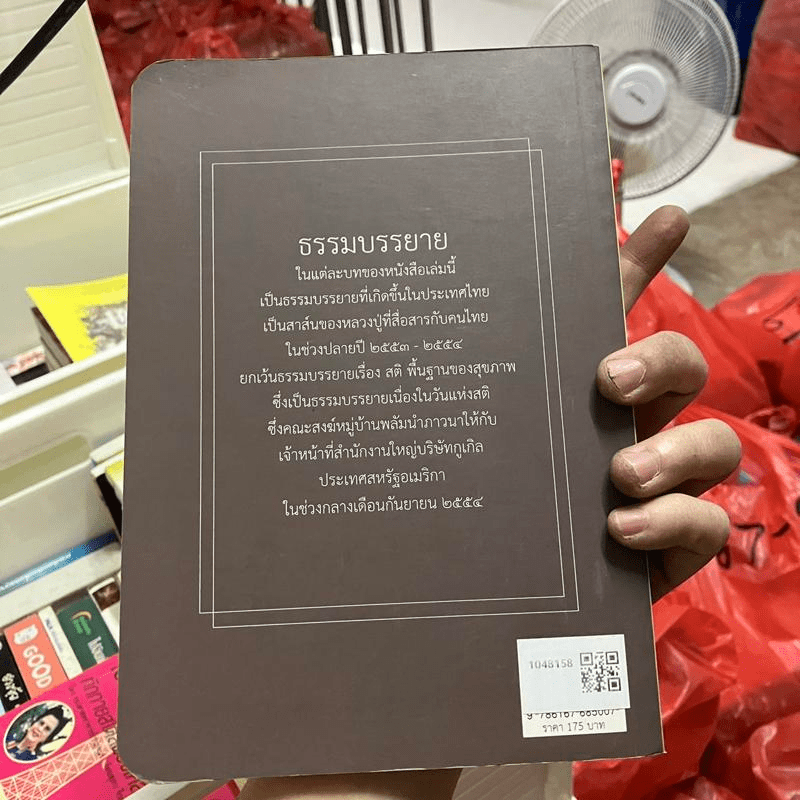 ธรรมบรรยาย
ในแต่ละบทของหนังสือเล่มนี้
เป็นธรรมบรรยายที่เกิดขึ้นในประเทศไทย
เป็นสาส์นของหลวงปู่ที่สื่อสารกับคนไทย
ในช่วงปลายปี ๒๕๕๓ - ๒๕๕๔
ยกเว้นธรรมบรรยายเรื่อง สติ พื้นฐานของสุขภาพ
ซึ่งเป็นธรรมบรรยายเนื่องในวันแห่งสติ
ซึ่งคณะสงฆ์หมู่บ้านพลัมนำภาวนาให้กับ
เจ้าหน้าที่สำนักงานใหญ่บริษัทกูเกิล
ประเทศสหรัฐอเมริกา
ในช่วงกลางเดือนกันยายน ๒๕๕๔
1048158
9 786167 685007
ราคา 175 บาท
GOOD